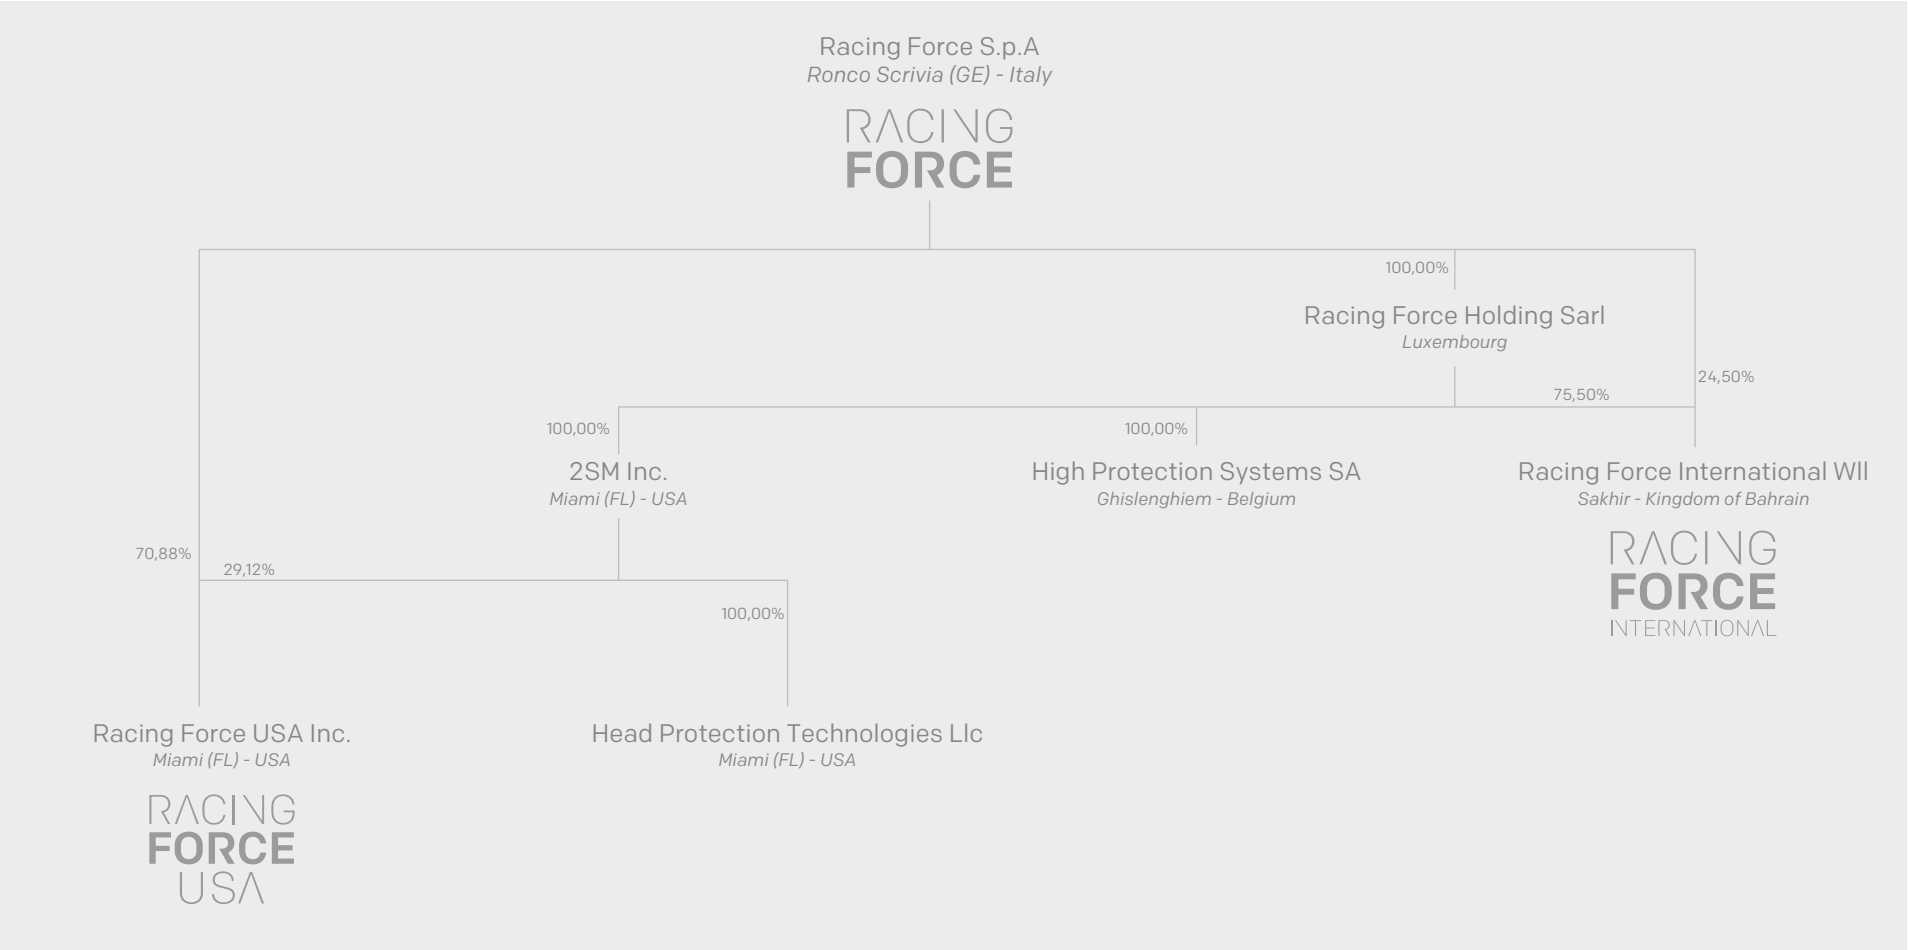 Racing Force S.p.A
Ronco Scrivia (GE) - Italy
RACING
FORCE
100,00%
Racing Force Holding Sarl
Luxembourg
24,50%
75,50%
100,00%
100,00%
2SM Inc.
Miami (FL) - USA
High Protection Systems SA
Ghislenghiem - Belgium
Racing Force International Wll
Sakhir - Kingdom of Bahrain
RACING
FORCE
INTERNATIONAL
70,88%
29,12%
100,00%
Racing Force USA Inc.
Miami (FL) - USA
RACING
FORCE
USA
Head Protection Technologies Llc
Miami (FL) - USA